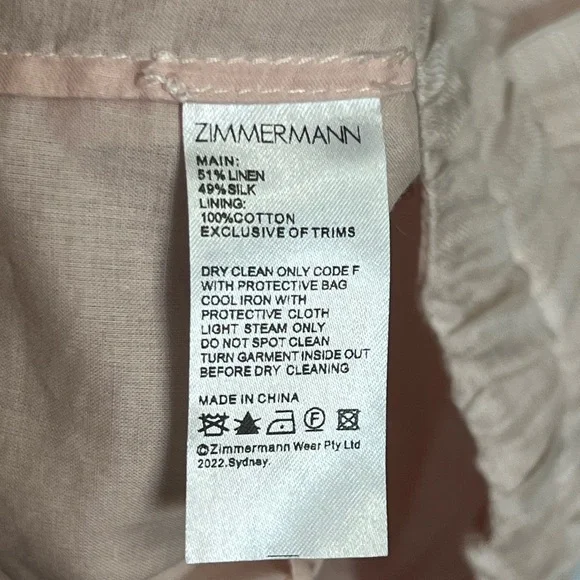 ZIMMERMANN
MAIN:
51% LINEN
49%SILK
LINING:
100%COTTON
EXCLUSIVE OF TRIMS
DRY CLEAN ONLY CODE F
WITH PROTECTIVE BAG
COOL IRON WITH
PROTECTIVE CLOTH
LIGHT STEAM ONLY
DO NOT SPOT CLEAN
TURN GARMENT INSIDE OUT
BEFORE DRY CLEANING
MADE IN CHINA
F
©Zimmermann Wear Pty Ltd
2022.Sydney.